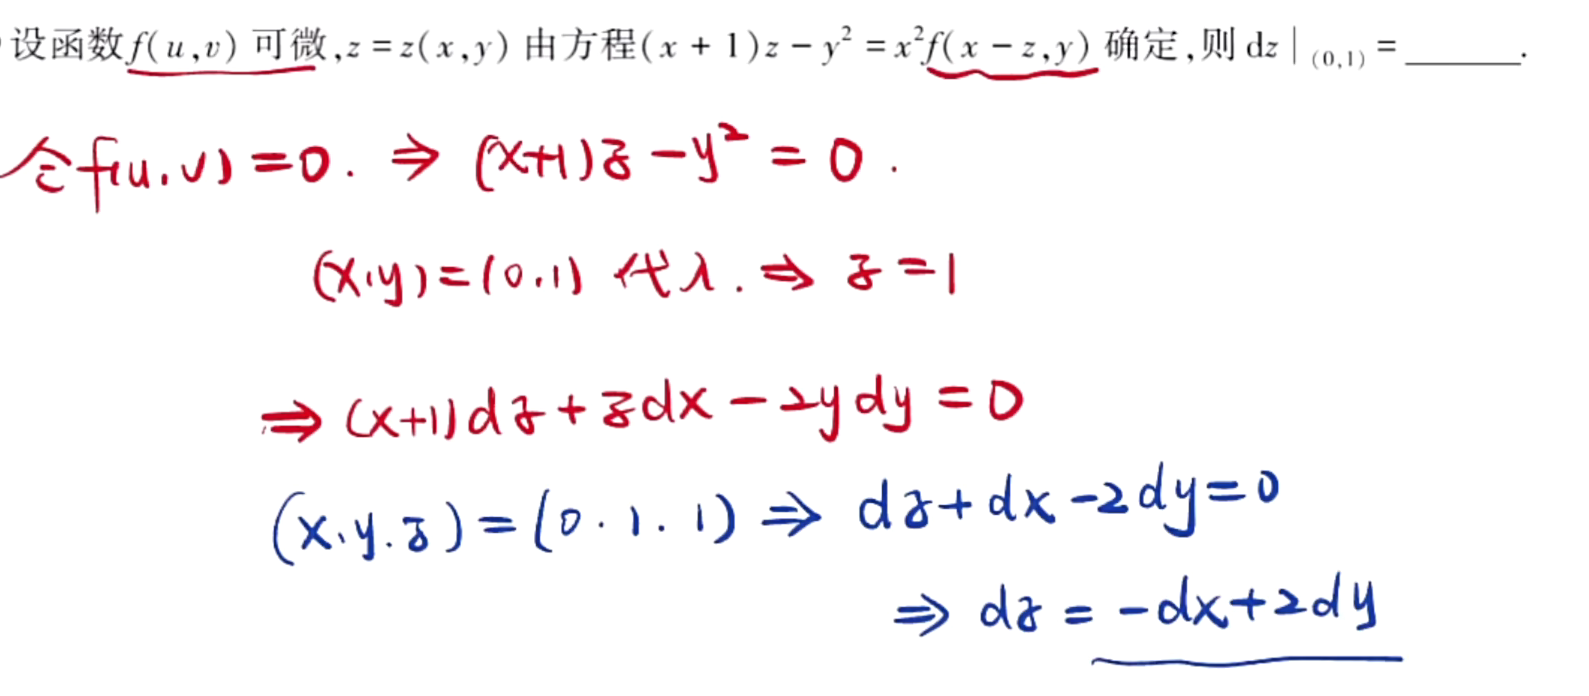 设函数f(u,v) 可微,z = z(x,y) 由方程(x + 1)z − y² = x²f(x − z,y) 确定,则 dz|₍₀,₁₎ = ______.
令f(u,v)=0. ⇒ (x+1)z − y² = 0.
(x,y)=(0,1) 代入. ⇒ z = 1
⇒ (x+1)dz + zdx − 2ydy = 0
(x,y,z)=(0.1.1) ⇒ dz + dx − 2dy = 0
⇒ dz = −dx + 2dy